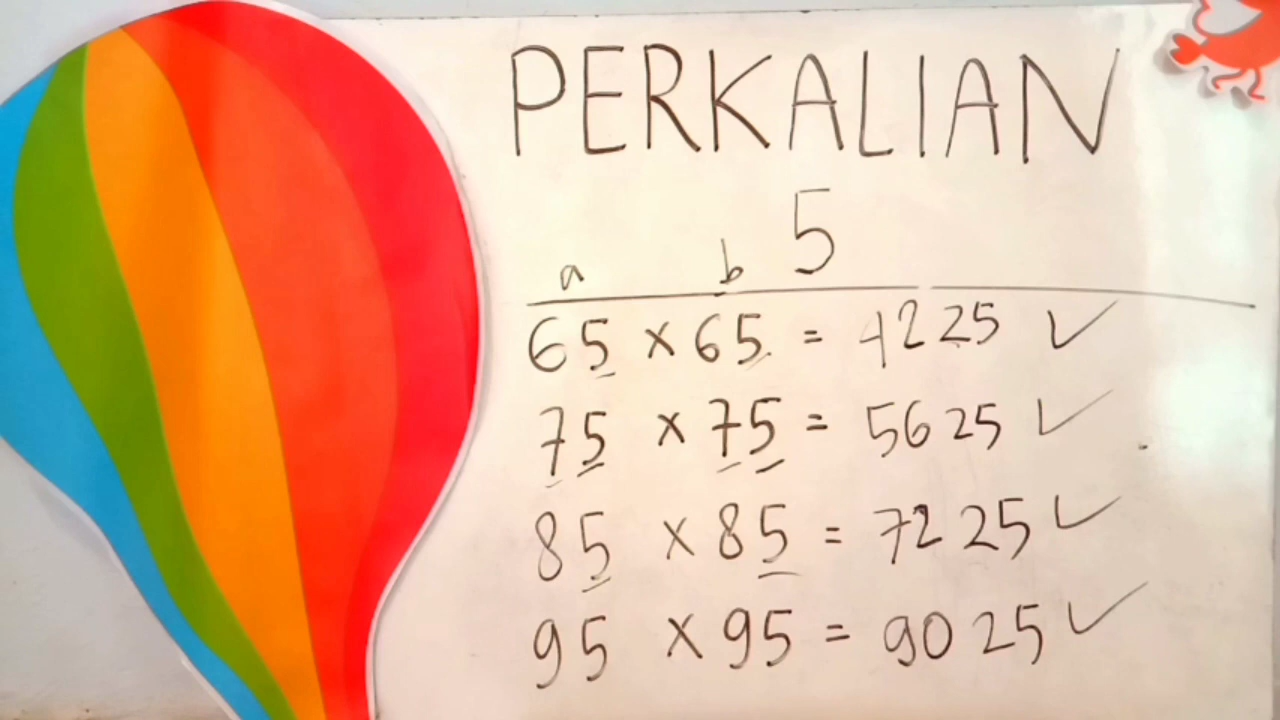 PERKALIAN
5
a b
65 × 65 = 4225 ✓
75 × 75 = 5625 ✓
85 × 85 = 7225 ✓
95 × 95 = 9025 ✓